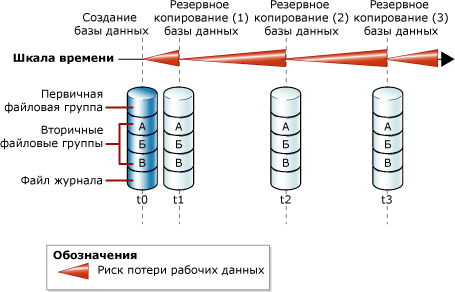 Создание
базы данных
Резервное
копирование (1)
базы данных
Резервное
копирование (2)
базы данных
Резервное
копирование (3)
базы данных
Шкала времени
Первичная
файловая группа
Вторичные
файловые группы
Файл журнала
А
Б
В
А
Б
В
А
Б
В
А
Б
В
t0
t1
t2
t3
Обозначения
Риск потери рабочих данных